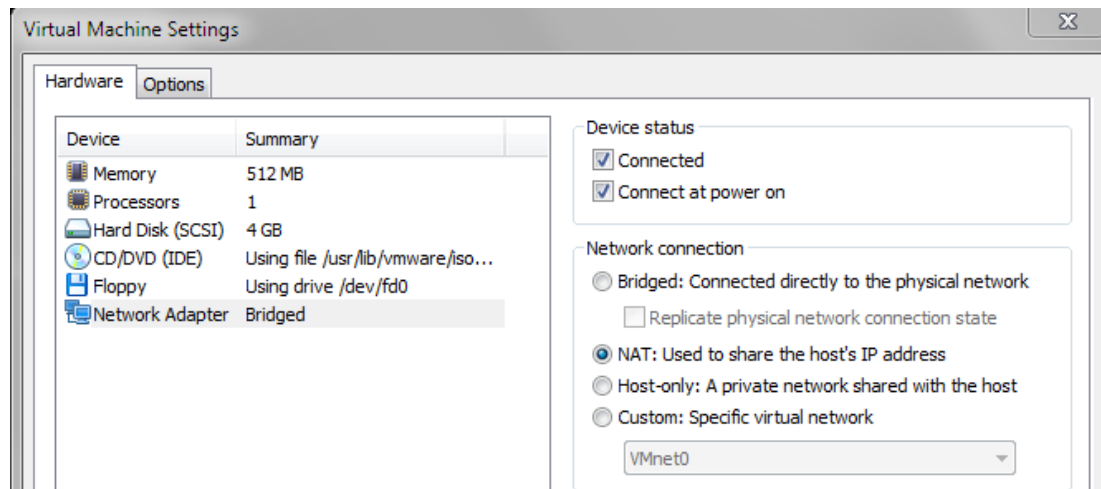 Virtual Machine Settings
Hardware Options
Device Summary
Memory 512 MB
Processors 1
Hard Disk (SCSI) 4 GB
CD/DVD (IDE) Using file /usr/lib/vmware/iso...
Floppy Using drive /dev/fd0
Network Adapter Bridged
Device status
Connected
Connect at power on
Network connection
Bridged: Connected directly to the physical network
Replicate physical network connection state
NAT: Used to share the host's IP address
Host-only: A private network shared with the host
Custom: Specific virtual network
VMnet0